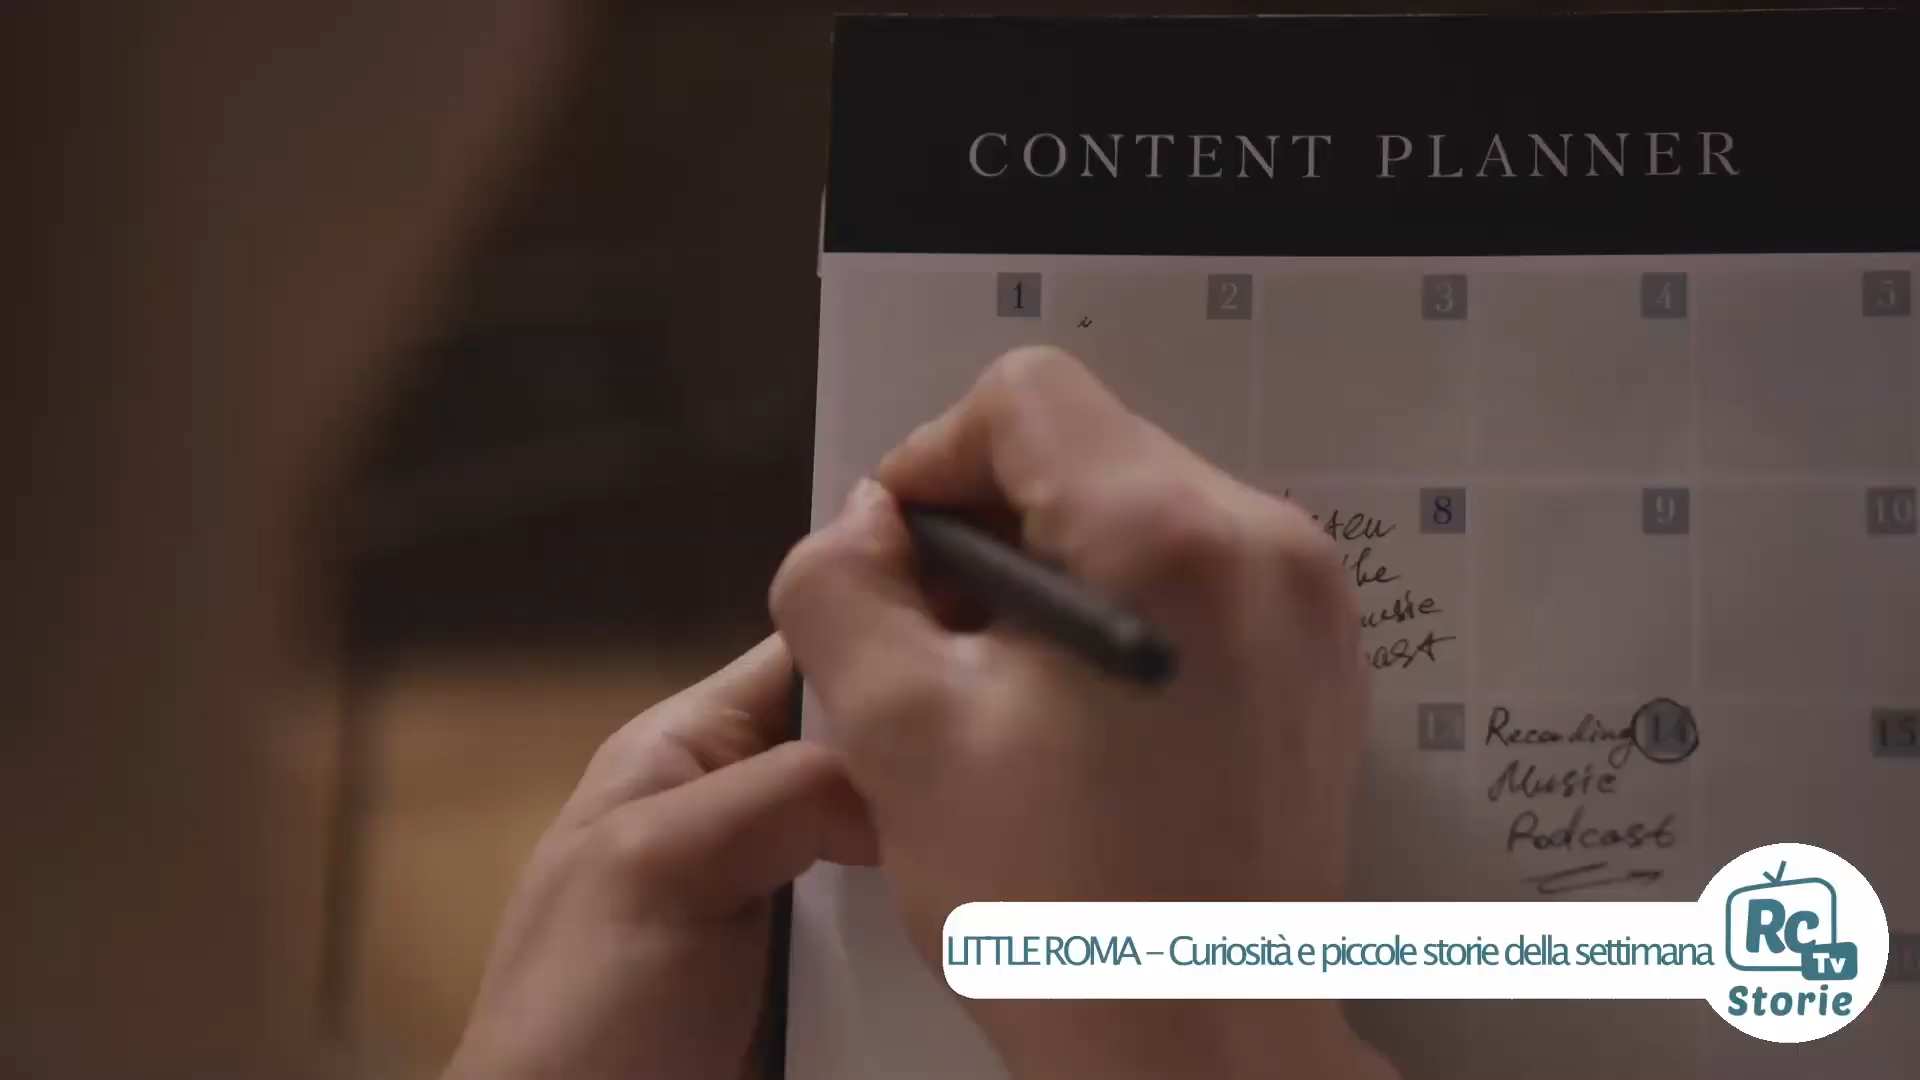 CONTENT PLANNER
1 2 3 4 5
8 9 10
the
Recording 14 15
Music
Podcast
LITTLE ROMA – Curiosità e piccole storie della settimana
Rc
Tv
Storie